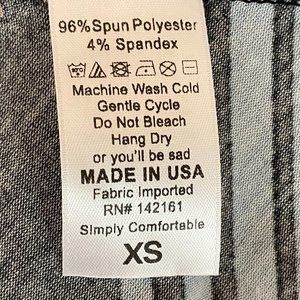 96% Spun Polyester
4% Spandex
Machine Wash Cold
Gentle Cycle
Do Not Bleach
Hang Dry
or you'll be sad
MADE IN USA
Fabric Imported
RN# 142161
Simply Comfortable
XS